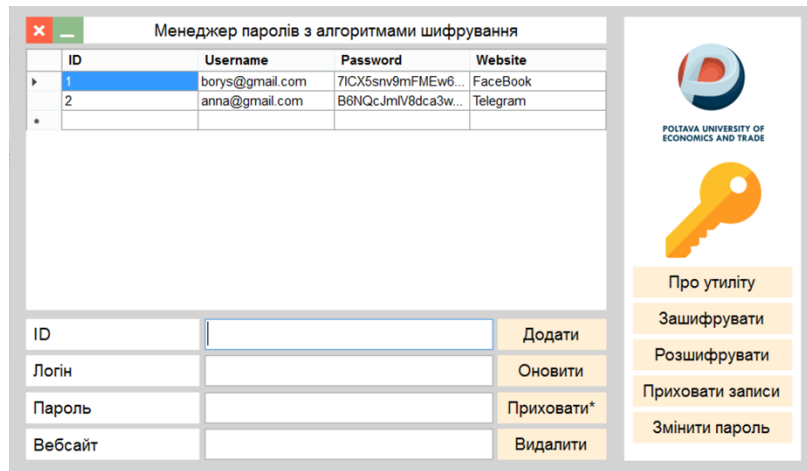 Менеджер паролів з алгоритмами шифрування
ID Username Password Website
1 borys@gmail.com 7ICX5snv9mFMEw6... FaceBook
2 anna@gmail.com B6NQcJmlV8dca3w... Telegram
POLTAVA UNIVERSITY OF
ECONOMICS AND TRADE
Про утиліту
Зашифрувати
Розшифрувати
Приховати записи
Змінити пароль
ID Додати
Логін Оновити
Пароль Приховати*
Вебсайт Видалити